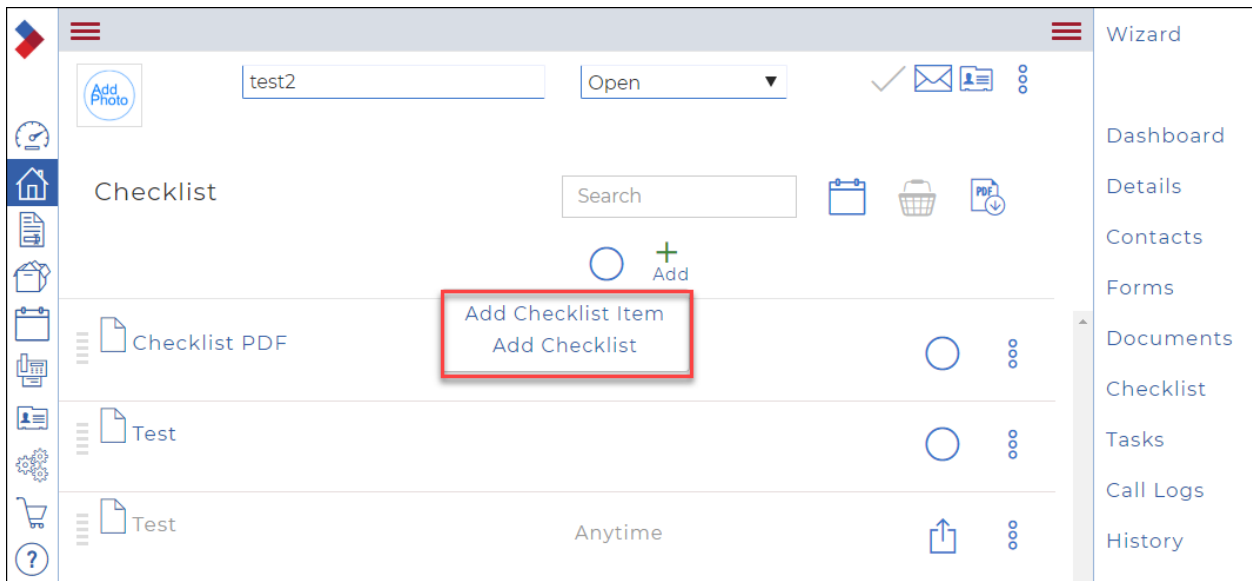 Wizard
Add Photo
test2
Open
Dashboard
Checklist
Search
PDF
Details
Contacts
Add
Forms
Add Checklist Item
Add Checklist
Checklist PDF
Documents
Checklist
Test
Tasks
Call Logs
Test
Anytime
History
?